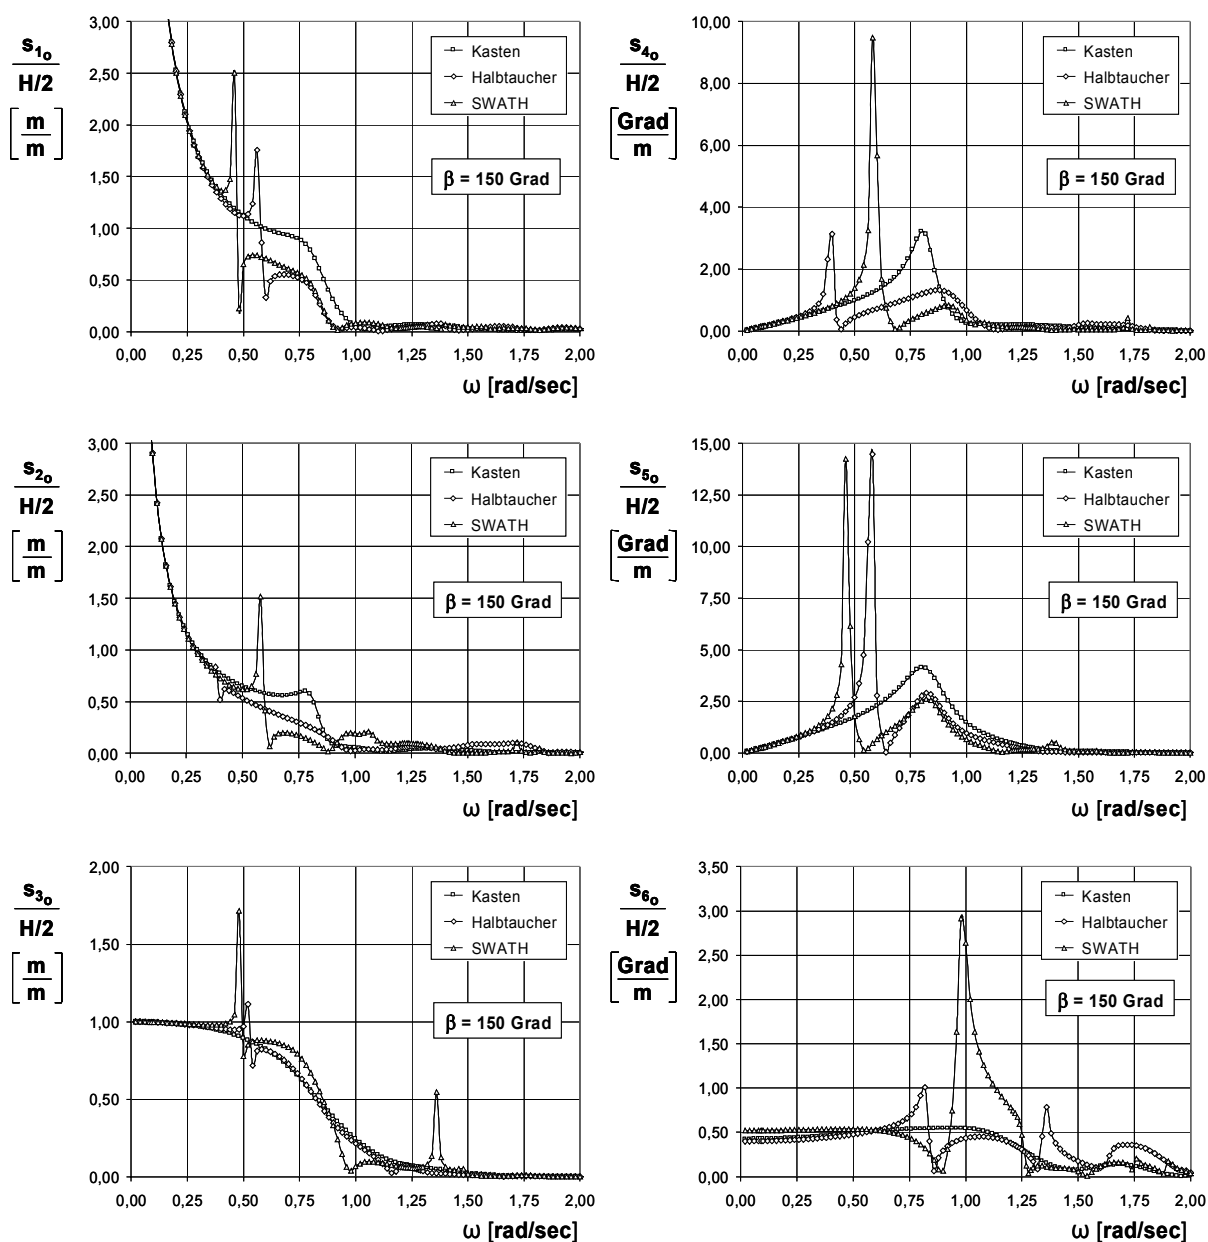 s1o
H/2
[m
m]
3,00
2,50
2,00
1,50
1,00
0,50
0,00
Kasten
Halbtaucher
SWATH
β = 150 Grad
0,00 0,25 0,50 0,75 1,00 1,25 1,50 1,75 2,00
ω [rad/sec]
s4o
H/2
[Grad
m]
10,00
8,00
6,00
4,00
2,00
0,00
Kasten
Halbtaucher
SWATH
β = 150 Grad
0,00 0,25 0,50 0,75 1,00 1,25 1,50 1,75 2,00
ω [rad/sec]
s2o
H/2
[m
m]
3,00
2,50
2,00
1,50
1,00
0,50
0,00
Kasten
Halbtaucher
SWATH
β = 150 Grad
0,00 0,25 0,50 0,75 1,00 1,25 1,50 1,75 2,00
ω [rad/sec]
s5o
H/2
[Grad
m]
15,00
12,50
10,00
7,50
5,00
2,50
0,00
Kasten
Halbtaucher
SWATH
β = 150 Grad
0,00 0,25 0,50 0,75 1,00 1,25 1,50 1,75 2,00
ω [rad/sec]
s3o
H/2
[m
m]
2,00
1,50
1,00
0,50
0,00
Kasten
Halbtaucher
SWATH
β = 150 Grad
0,00 0,25 0,50 0,75 1,00 1,25 1,50 1,75 2,00
ω [rad/sec]
s6o
H/2
[Grad
m]
3,50
3,00
2,50
2,00
1,50
1,00
0,50
0,00
Kasten
Halbtaucher
SWATH
β = 150 Grad
0,00 0,25 0,50 0,75 1,00 1,25 1,50 1,75 2,00
ω [rad/sec]